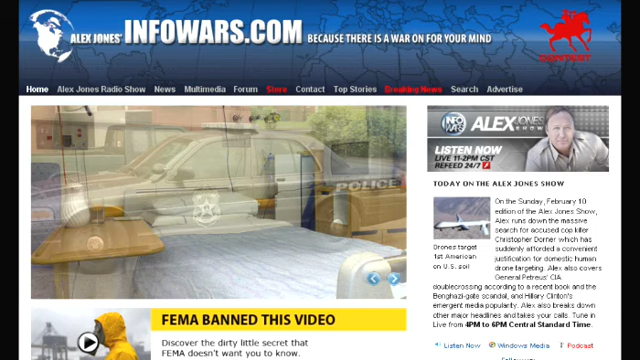 ALEX JONES' INFOWARS.COM BECAUSE THERE IS A WAR ON FOR YOUR MIND
CONTEST
Home Alex Jones Radio Show News Multimedia Forum Store Contact Top Stories Breaking News Search Advertise
POLICE
INFO WARS ALEX JONES SHOW
LISTEN NOW
LIVE 11-2PM CST
REFEED 24/7
TODAY ON THE ALEX JONES SHOW
On the Sunday, February 10
edition of the Alex Jones Show,
Alex runs down the massive
search for accused cop killer
Christopher Dorner which has
suddenly afforded a convenient
justification for domestic human
drone targeting. Alex also covers
General Petreus' CIA
doublecrossing according to a recent book and the
Benghazi-gate scandal, and Hillary Clinton's
emergent media popularity. Alex also breaks down
other major headlines and takes your calls. Tune in
Live from 4PM to 6PM Central Standard Time.
Drones target
1st American
on U.S. soil
Listen Now Windows Media Podcast
FEMA BANNED THIS VIDEO
Discover the dirty little secret that
FEMA doesn't want you to know.